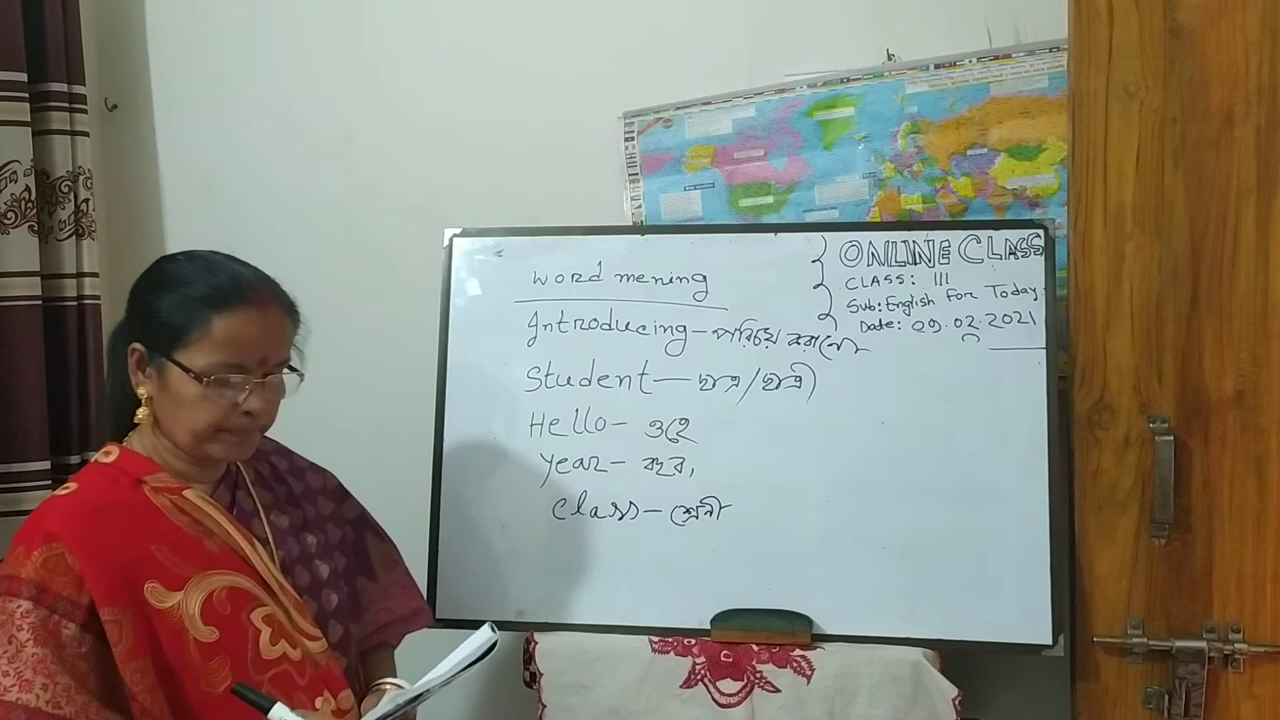 word mening
Introducing - পরিচয় করানো
Student — ছাত্র/ছাত্রী
Hello - ওহে
Year - বছর,
Class - শ্রেনী
ONLINE CLASS
CLASS: III
Sub: English For Today
Date: 09.02.2021